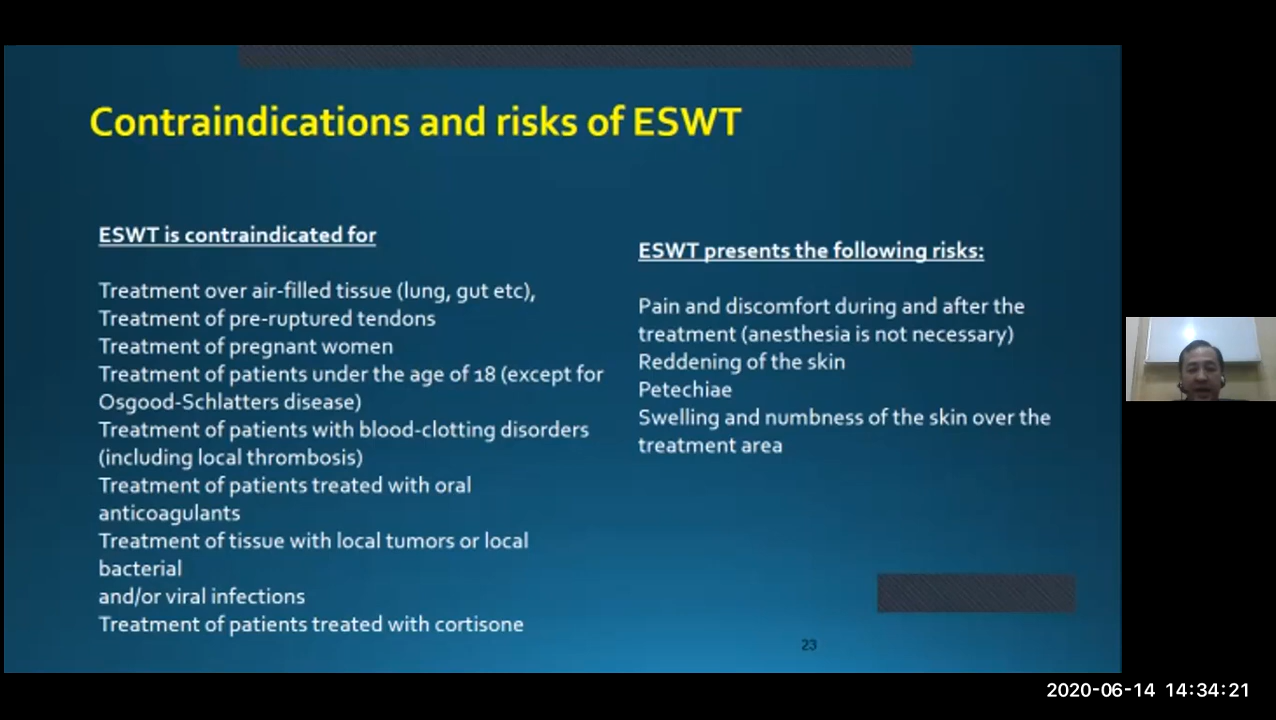 Contraindications and risks of ESWT
ESWT is contraindicated for
Treatment over air-filled tissue (lung, gut etc),
Treatment of pre-ruptured tendons
Treatment of pregnant women
Treatment of patients under the age of 18 (except for
Osgood-Schlatters disease)
Treatment of patients with blood-clotting disorders
(including local thrombosis)
Treatment of patients treated with oral
anticoagulants
Treatment of tissue with local tumors or local
bacterial
and/or viral infections
Treatment of patients treated with cortisone
ESWT presents the following risks:
Pain and discomfort during and after the
treatment (anesthesia is not necessary)
Reddening of the skin
Petechiae
Swelling and numbness of the skin over the
treatment area
23
2020-06-14 14:34:21